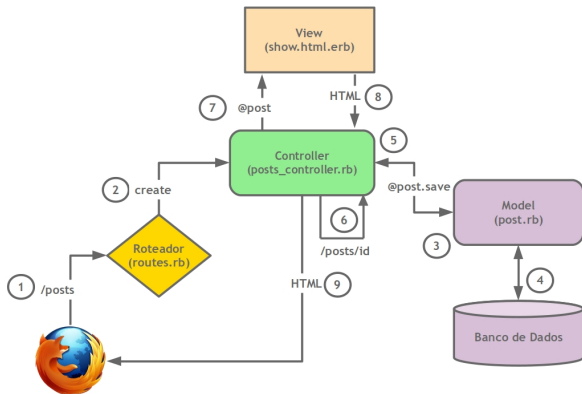 View
(show.html.erb)
7
@post
HTML
8
5
Controller
(posts_controller.rb)
2
create
@post.save
6
Model
(post.rb)
3
Roteador
(routes.rb)
/posts/id
1
/posts
HTML
9
4
Banco de Dados